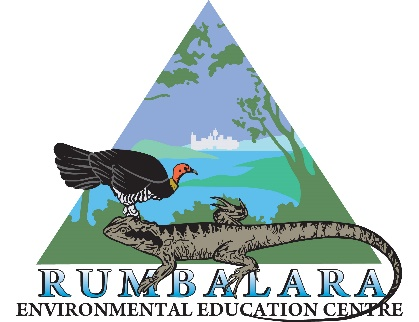 RUMBALARA
ENVIRONMENTAL EDUCATION CENTRE